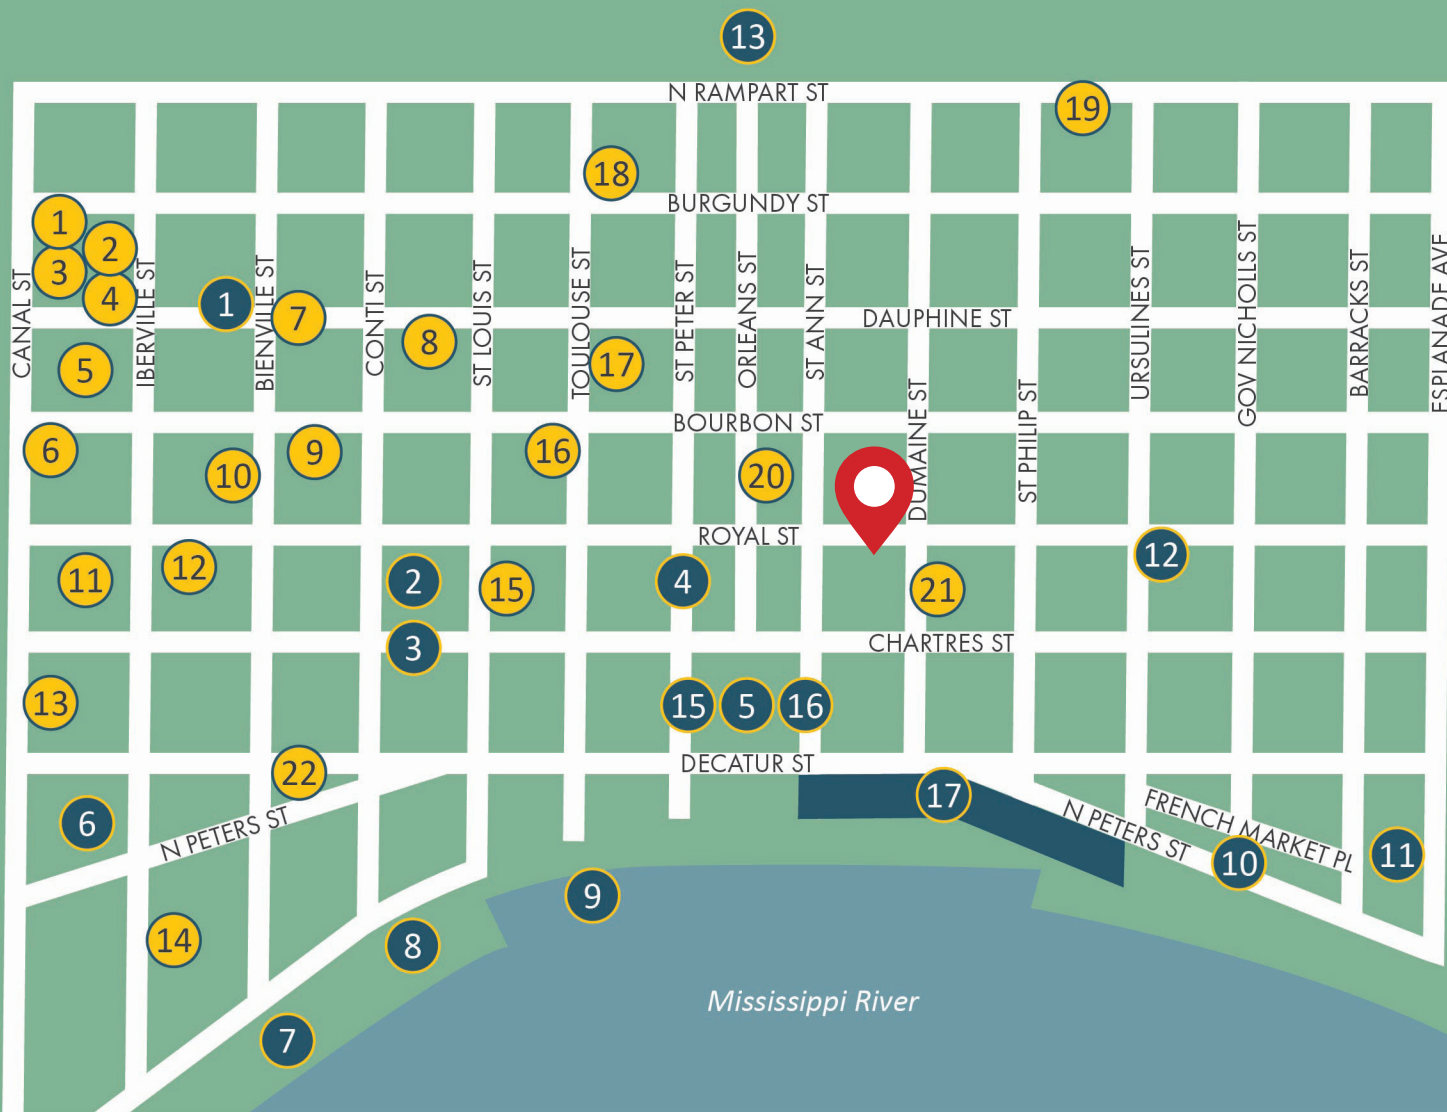 13
N RAMPART ST
19
18
BURGUNDY ST
1
2
3
4
CANAL ST
IBERVILLE ST
1
BIENVILLE ST
7
CONTI ST
8
ST LOUIS ST
TOULOUSE ST
17
ST PETER ST
ORLEANS ST
ST ANN ST
DAUPHINE ST
DUMAINE ST
ST PHILIP ST
URSULINES ST
GOV NICHOLLS ST
BARRACKS ST
ESPLANADE AVE
5
BOURBON ST
6
10
9
16
20
ROYAL ST
11
12
2
15
4
21
12
3
CHARTRES ST
13
15
5
16
DECATUR ST
22
17
6
N PETERS ST
N PETERS ST
FRENCH MARKET PL
10
11
9
14
8
7
Mississippi River